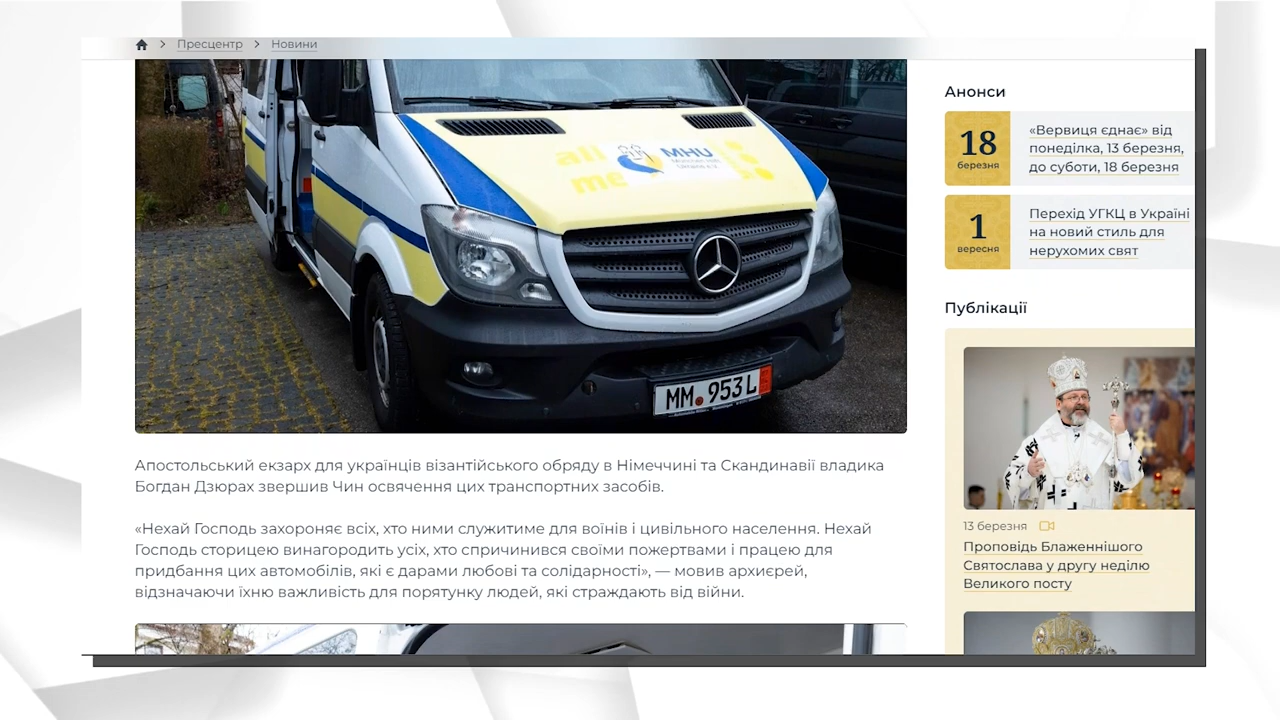 Пресцентр
Новини
all
me
MHU
ММ 953L
Апостольський екзарх для українців візантійського обряду в Німеччині та Скандинавії владика
Богдан Дзюрах звершив Чин освячення цих транспортних засобів.
«Нехай Господь захороняє всіх, хто ними служитиме для воїнів і цивільного населення. Нехай
Господь сторицею винагородить усіх, хто спричинився своїми пожертвами і працею для
придбання цих автомобілів, які є дарами любові та солідарності», — мовив архиєрей,
відзначаючи їхню важливість для порятунку людей, які страждають від війни.
Анонси
18
березня
«Вервиця єднає» від
понеділка, 13 березня,
до суботи, 18 березня
1
вересня
Перехід УГКЦ в Україні
на новий стиль для
нерухомих свят
Публікації
13 березня
Проповідь Блаженнішого
Святослава у другу неділю
Великого посту